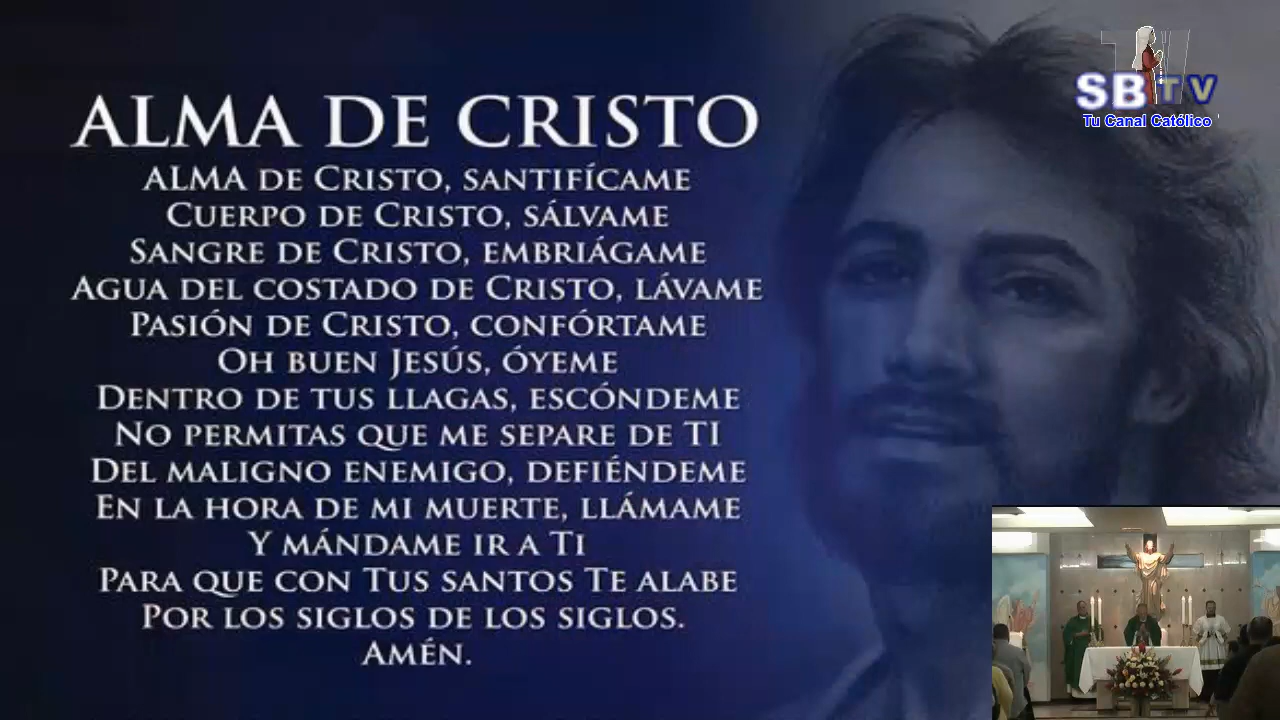 ALMA DE CRISTO
ALMA DE CRISTO, SANTIFÍCAME
CUERPO DE CRISTO, SÁLVAME
SANGRE DE CRISTO, EMBRIÁGAME
AGUA DEL COSTADO DE CRISTO, LÁVAME
PASIÓN DE CRISTO, CONFÓRTAME
OH BUEN JESÚS, ÓYEME
DENTRO DE TUS LLAGAS, ESCÓNDEME
NO PERMITAS QUE ME SEPARE DE TI
DEL MALIGNO ENEMIGO, DEFIÉNDEME
EN LA HORA DE MI MUERTE, LLÁMAME
Y MÁNDAME IR A TI
PARA QUE CON TUS SANTOS TE ALABE
POR LOS SIGLOS DE LOS SIGLOS.
AMÉN.
SBTV
Tu Canal Católico